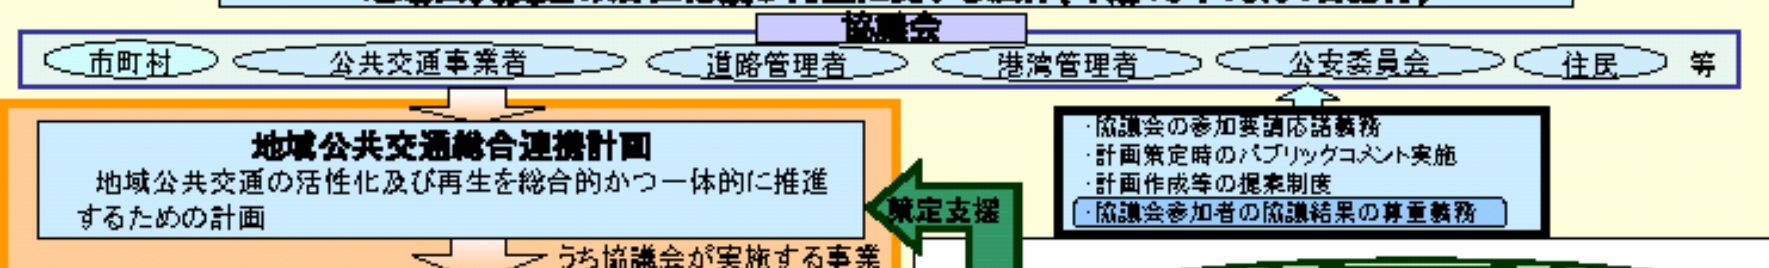 協議会
市町村 公共交通事業者 道路管理者 港湾管理者 公安委員会 住民 等
地域公共交通総合連携計画
地域公共交通の活性化及び再生を総合的かつ一体的に推進
するための計画
策定支援
・協議会の参加要請応諾義務
・計画策定時のパブリックコメント実施
・計画作成等の提案制度
・協議会参加者の協議結果の尊重義務
うち協議会が実施する事業